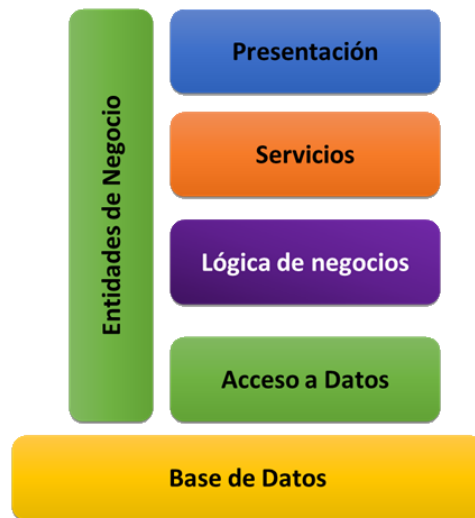 Entidades de Negocio
Presentación
Servicios
Lógica de negocios
Acceso a Datos
Base de Datos